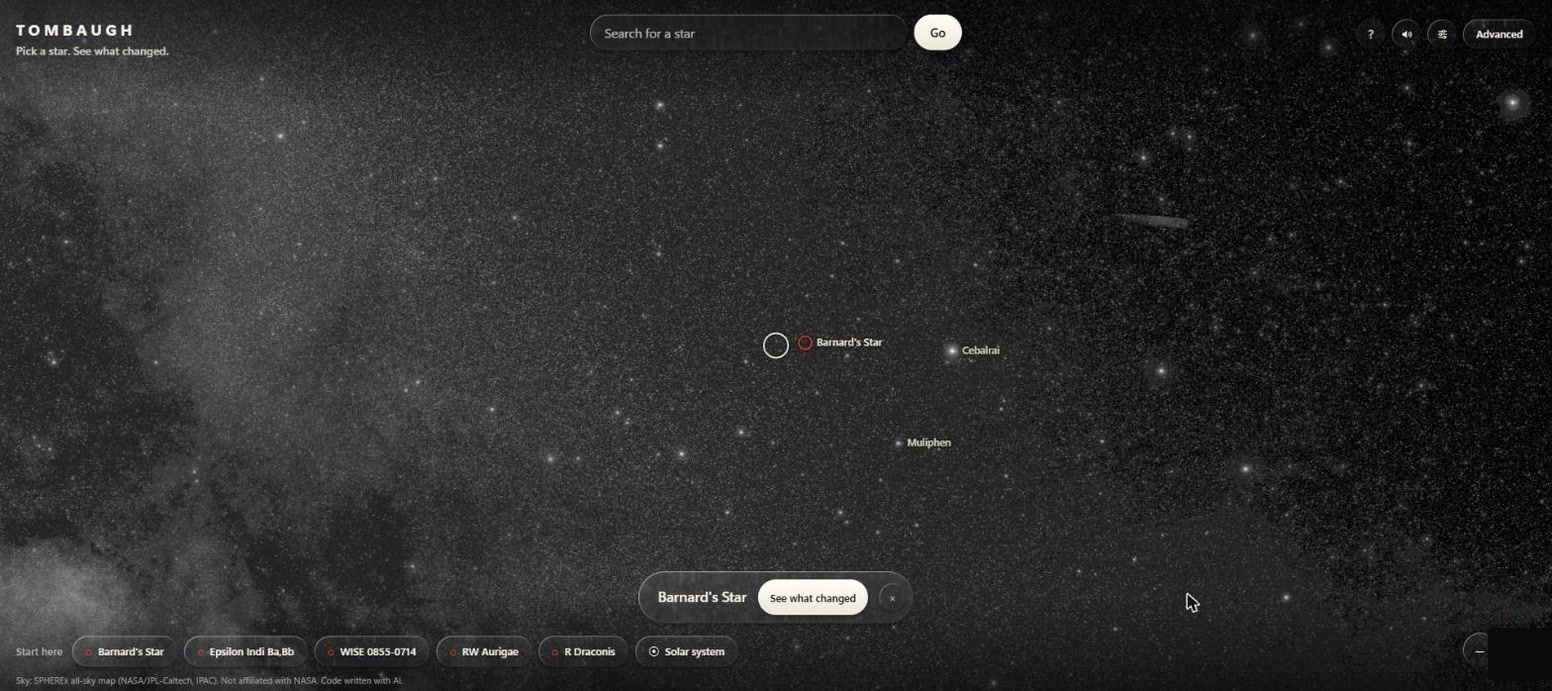 TOMBAUGH
Pick a star. See what changed.
Search for a star
Go
?
Advanced
Barnard's Star
Cebalrai
Muliphen
Barnard's Star
See what changed
×
Start here
Barnard's Star
Epsilon Indi Ba,Bb
WISE 0855-0714
RW Aurigae
R Draconis
Solar system
–
Sky: SPHEREx all-sky map (NASA/JPL-Caltech, IPAC). Not affiliated with NASA. Code written with AI.